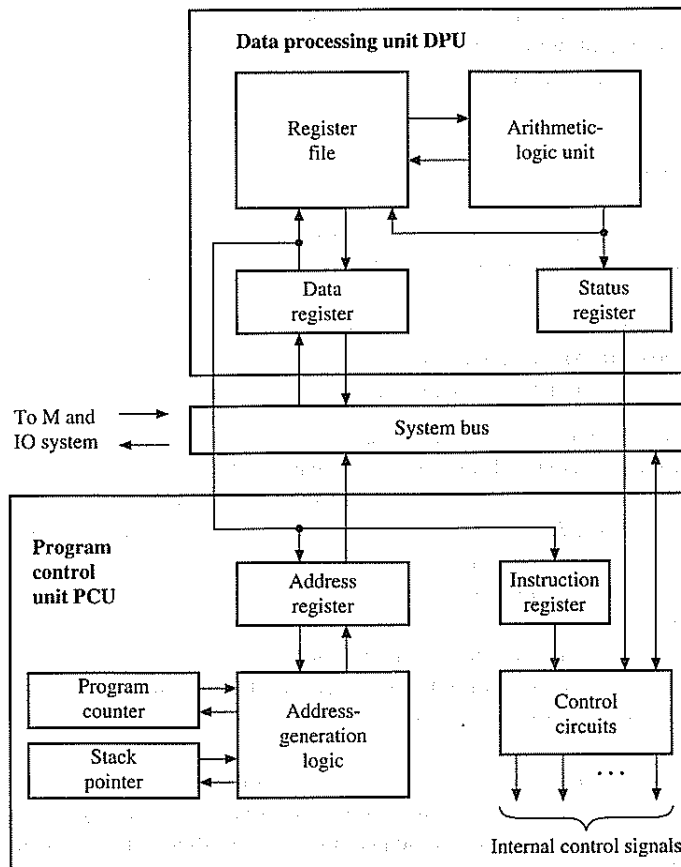 Data processing unit DPU
Register
file
Arithmetic-
logic unit
Data
register
Status
register
To M and
IO system
System bus
Program
control
unit PCU
Address
register
Instruction
register
Program
counter
Address-
generation
logic
Control
circuits
Stack
pointer
...
Internal control signals